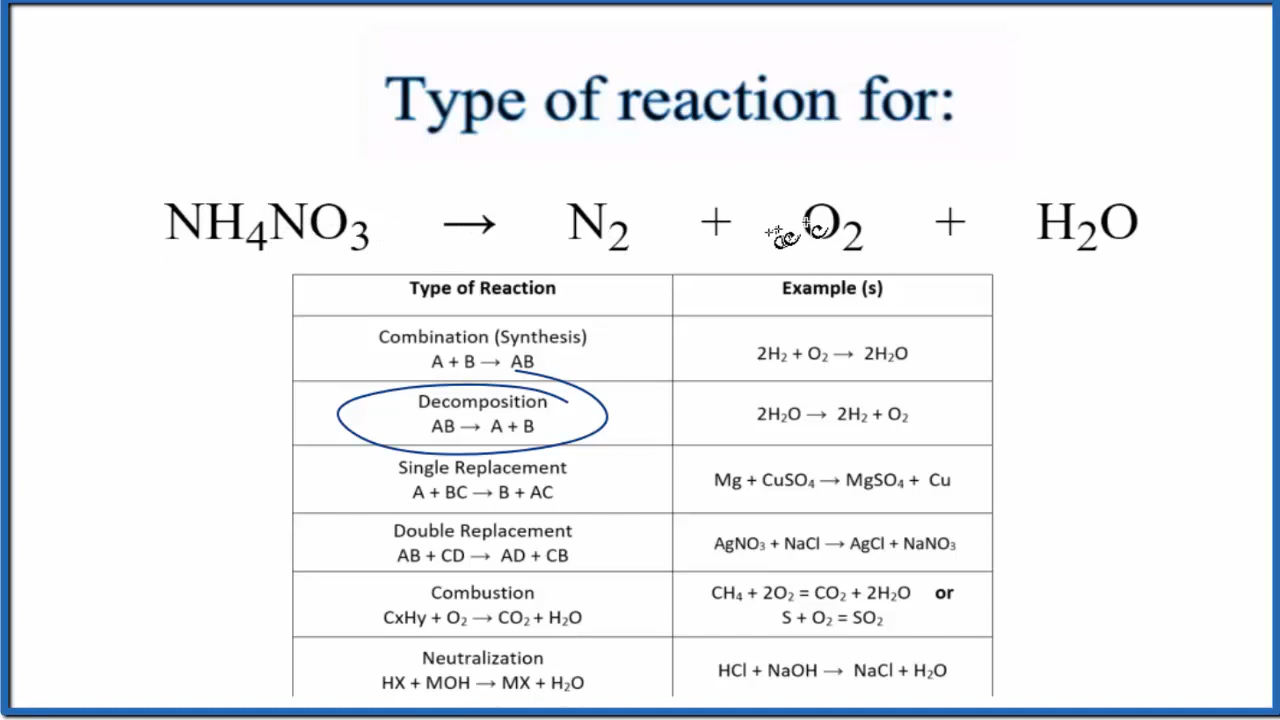 Type of reaction for:
NH₄NO₃ → N₂ + O₂ + H₂O
Type of Reaction Example (s)
Combination (Synthesis)
A + B → AB
2H₂ + O₂ → 2H₂O
Decomposition
AB → A + B
2H₂O → 2H₂ + O₂
Single Replacement
A + BC → B + AC
Mg + CuSO₄ → MgSO₄ + Cu
Double Replacement
AB + CD → AD + CB
AgNO₃ + NaCl → AgCl + NaNO₃
Combustion
CxHy + O₂ → CO₂ + H₂O
CH₄ + 2O₂ = CO₂ + 2H₂O or
S + O₂ = SO₂
Neutralization
HX + MOH → MX + H₂O
HCl + NaOH → NaCl + H₂O